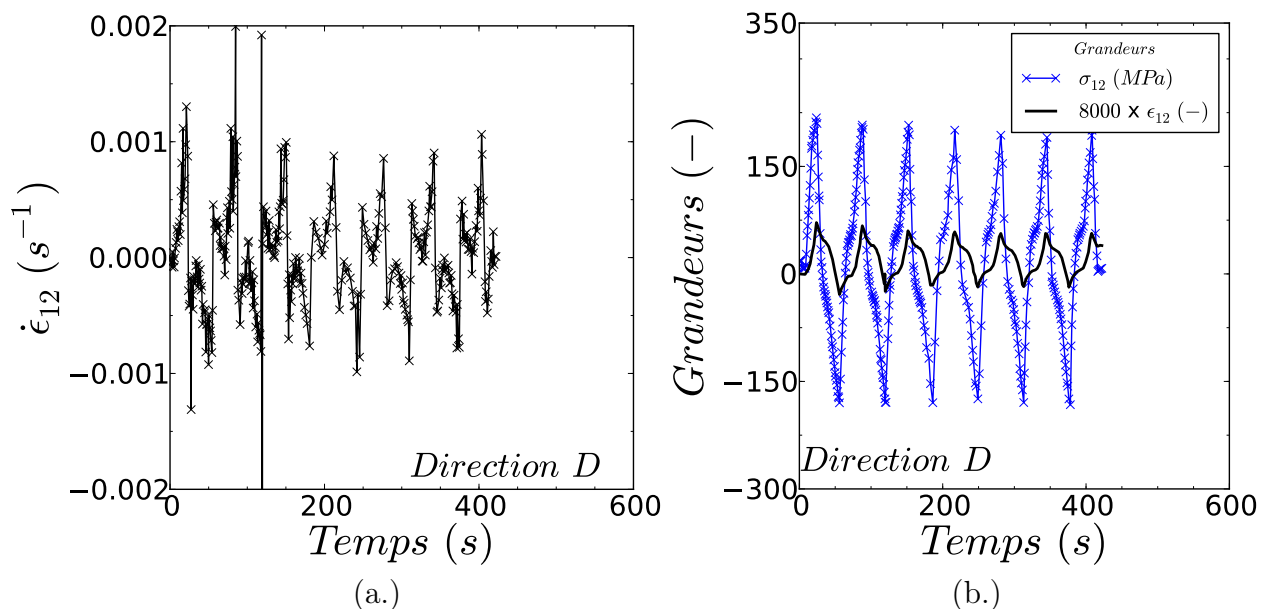 0.002
0.001
0.000
−0.001
−0.002
ϵ̇₁₂ (s⁻¹)
0
200
400
600
Temps (s)
Direction D
(a.)
350
150
0
−150
−300
Grandeurs (−)
Grandeurs
σ₁₂ (MPa)
8000 x ϵ₁₂ (−)
Direction D
0
200
400
600
Temps (s)
(b.)